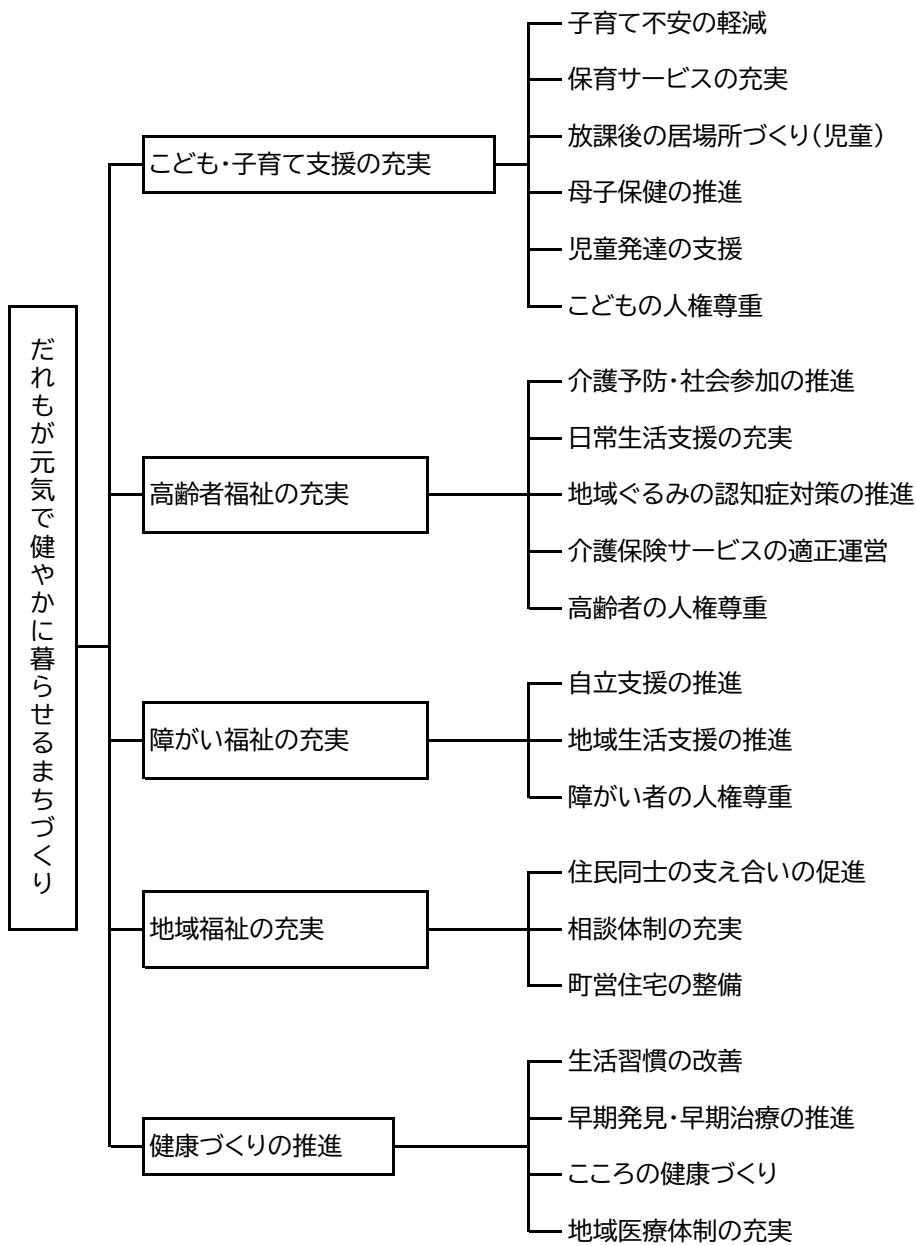 だれもが元気で健やかに暮らせるまちづくり
こども・子育て支援の充実
子育て不安の軽減
保育サービスの充実
放課後の居場所づくり(児童)
母子保健の推進
児童発達の支援
こどもの人権尊重
高齢者福祉の充実
介護予防・社会参加の推進
日常生活支援の充実
地域ぐるみの認知症対策の推進
介護保険サービスの適正運営
高齢者の人権尊重
障がい福祉の充実
自立支援の推進
地域生活支援の推進
障がい者の人権尊重
地域福祉の充実
住民同士の支え合いの促進
相談体制の充実
町営住宅の整備
健康づくりの推進
生活習慣の改善
早期発見・早期治療の推進
こころの健康づくり
地域医療体制の充実